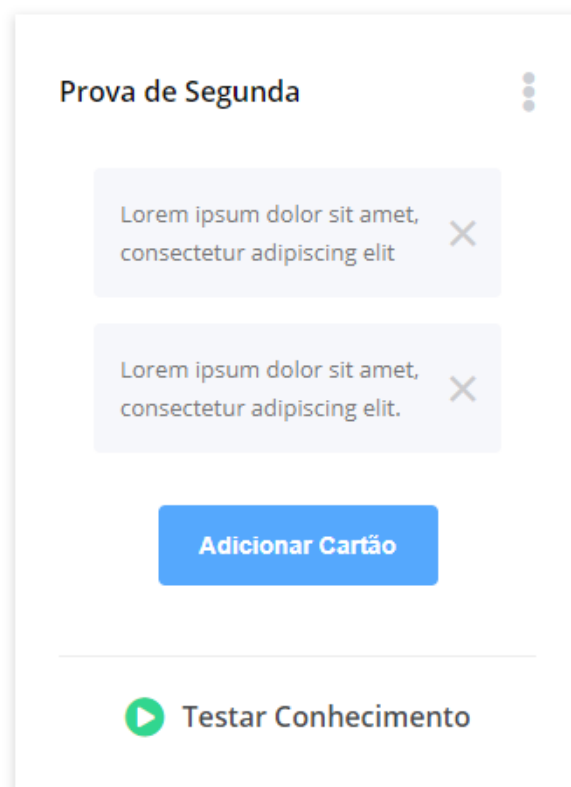 Prova de Segunda
Lorem ipsum dolor sit amet,
consectetur adipiscing elit
Lorem ipsum dolor sit amet,
consectetur adipiscing elit.
Adicionar Cartão
Testar Conhecimento